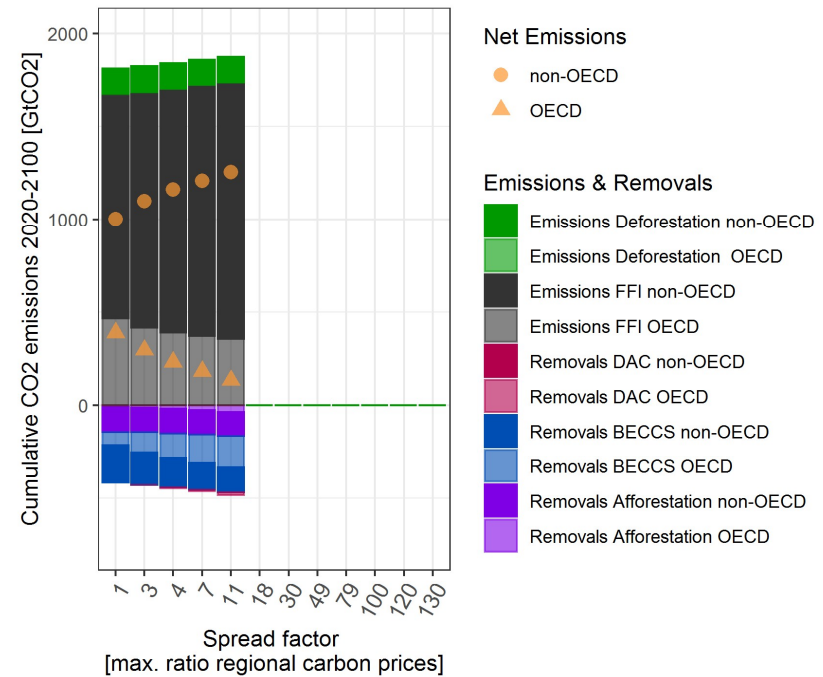 Cumulative CO2 emissions 2020-2100 [GtCO2]
2000
1000
0
1 3 4 7 11 18 30 49 79 100 120 130
Spread factor
[max. ratio regional carbon prices]
Net Emissions
non-OECD
OECD
Emissions & Removals
Emissions Deforestation non-OECD
Emissions Deforestation  OECD
Emissions FFI non-OECD
Emissions FFI OECD
Removals DAC non-OECD
Removals DAC OECD
Removals BECCS non-OECD
Removals BECCS OECD
Removals Afforestation non-OECD
Removals Afforestation OECD